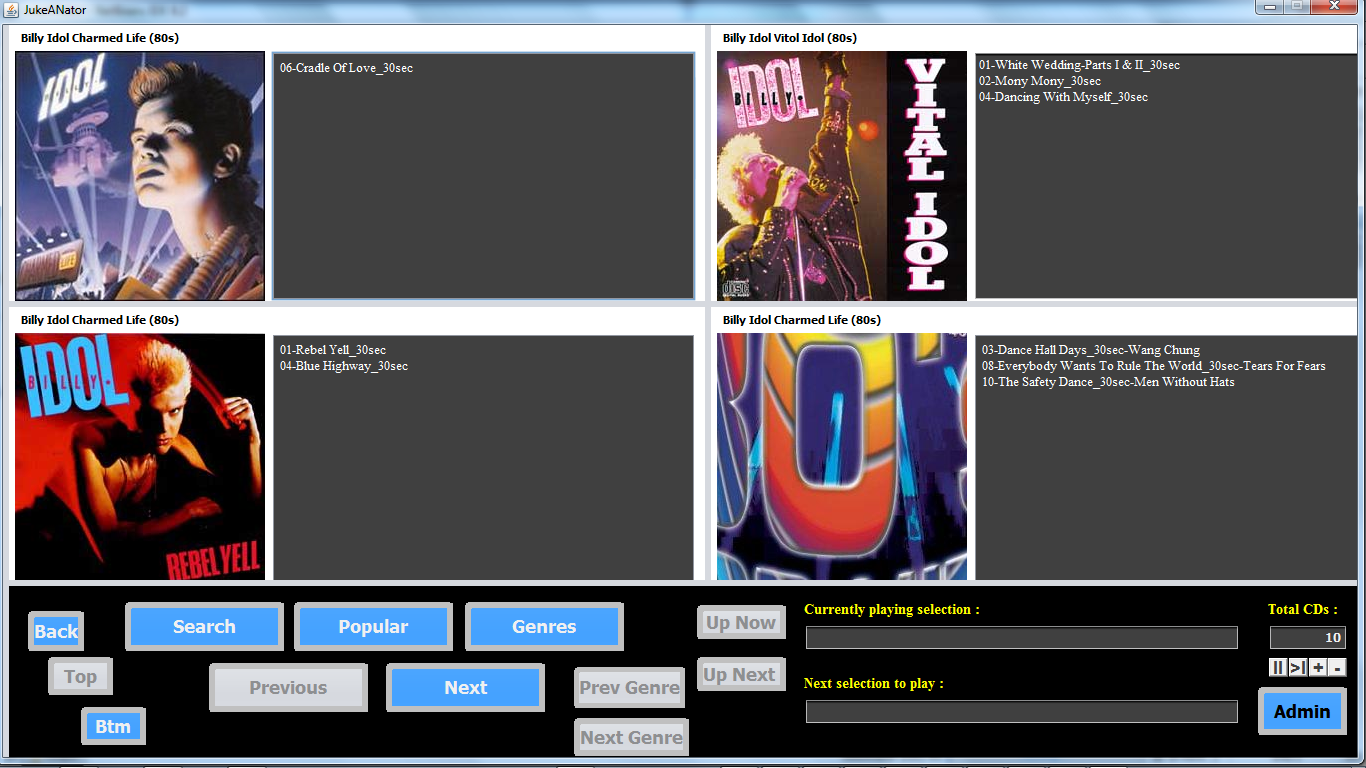 JukeANator
Billy Idol Charmed Life (80s)
IDOL
06-Cradle Of Love_30sec
Billy Idol Vitol Idol (80s)
IDOL
BILLY
VITAL IDOL
01-White Wedding-Parts I & II_30sec
02-Mony Mony_30sec
04-Dancing With Myself_30sec
Billy Idol Charmed Life (80s)
IDOL
BILLY
REBEL YELL
01-Rebel Yell_30sec
04-Blue Highway_30sec
Billy Idol Charmed Life (80s)
03-Dance Hall Days_30sec-Wang Chung
08-Everybody Wants To Rule The World_30sec-Tears For Fears
10-The Safety Dance_30sec-Men Without Hats
Back
Search
Popular
Genres
Up Now
Currently playing selection :
Total CDs :
10
Top
Previous
Next
Prev Genre
Up Next
Next selection to play :
|| >| + -
Btm
Next Genre
Admin